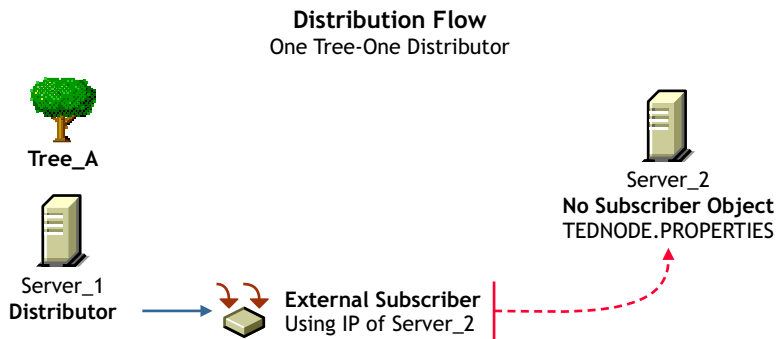 Distribution Flow
One Tree-One Distributor
Tree_A
Server_1
Distributor
External Subscriber
Using IP of Server_2
Server_2
No Subscriber Object
TEDNODE.PROPERTIES